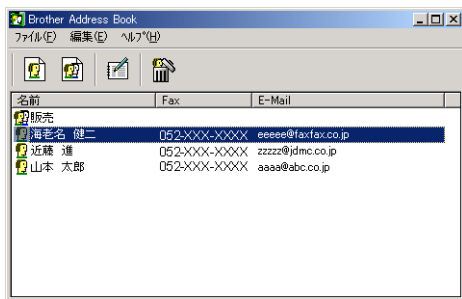 Brother Address Book
ファイル(F) 編集(E) ヘルプ(H)
名前 Fax E-Mail
販売
海老名 健二 052-XXX-XXXX eeeee@faxfax.co.jp
近藤 進 052-XXX-XXXX zzzzz@jdmc.co.jp
山本 太郎 052-XXX-XXXX aaaa@abc.co.jp